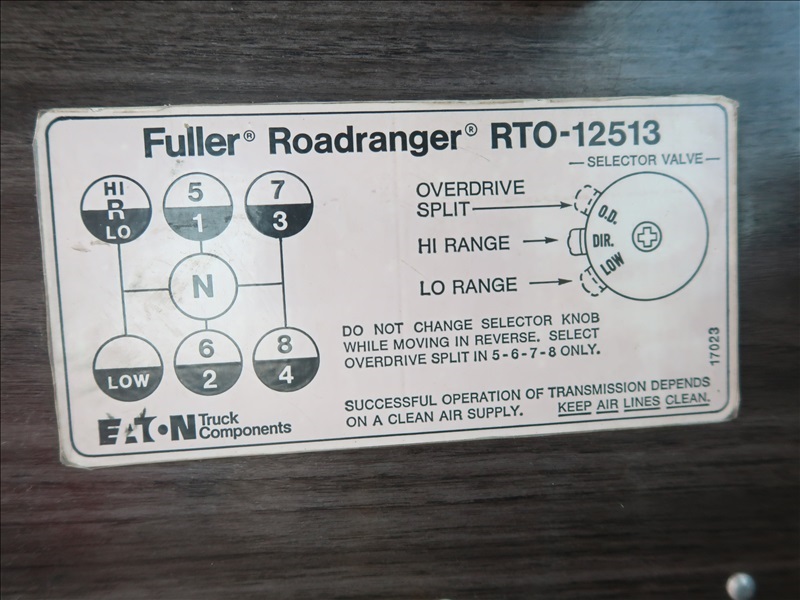 Fuller® Roadranger® RTO-12513
SELECTOR VALVE
HI
R
LO
5
1
7
3
N
LOW
6
2
8
4
OVERDRIVE
SPLIT
HI RANGE
LO RANGE
O.D.
DIR.
LOW
DO NOT CHANGE SELECTOR KNOB
WHILE MOVING IN REVERSE. SELECT
OVERDRIVE SPLIT IN 5-6-7-8 ONLY.
17023
SUCCESSFUL OPERATION OF TRANSMISSION DEPENDS
ON A CLEAN AIR SUPPLY. KEEP AIR LINES CLEAN.
EATON Truck
Components